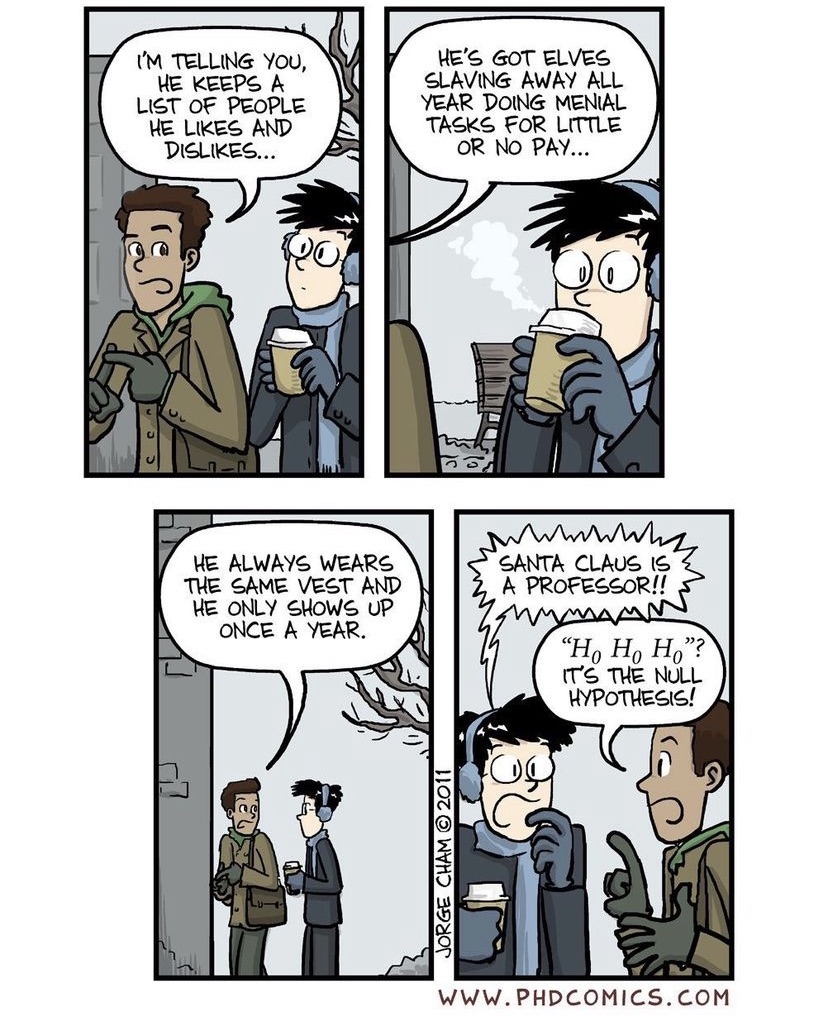 I'M TELLING YOU,
HE KEEPS A
LIST OF PEOPLE
HE LIKES AND
DISLIKES...
HE'S GOT ELVES
SLAVING AWAY ALL
YEAR DOING MENIAL
TASKS FOR LITTLE
OR NO PAY...
HE ALWAYS WEARS
THE SAME VEST AND
HE ONLY SHOWS UP
ONCE A YEAR.
SANTA CLAUS IS
A PROFESSOR!!
“H₀ H₀ H₀”?
IT'S THE NULL
HYPOTHESIS!
JORGE CHAM © 2011
WWW.PHDCOMICS.COM